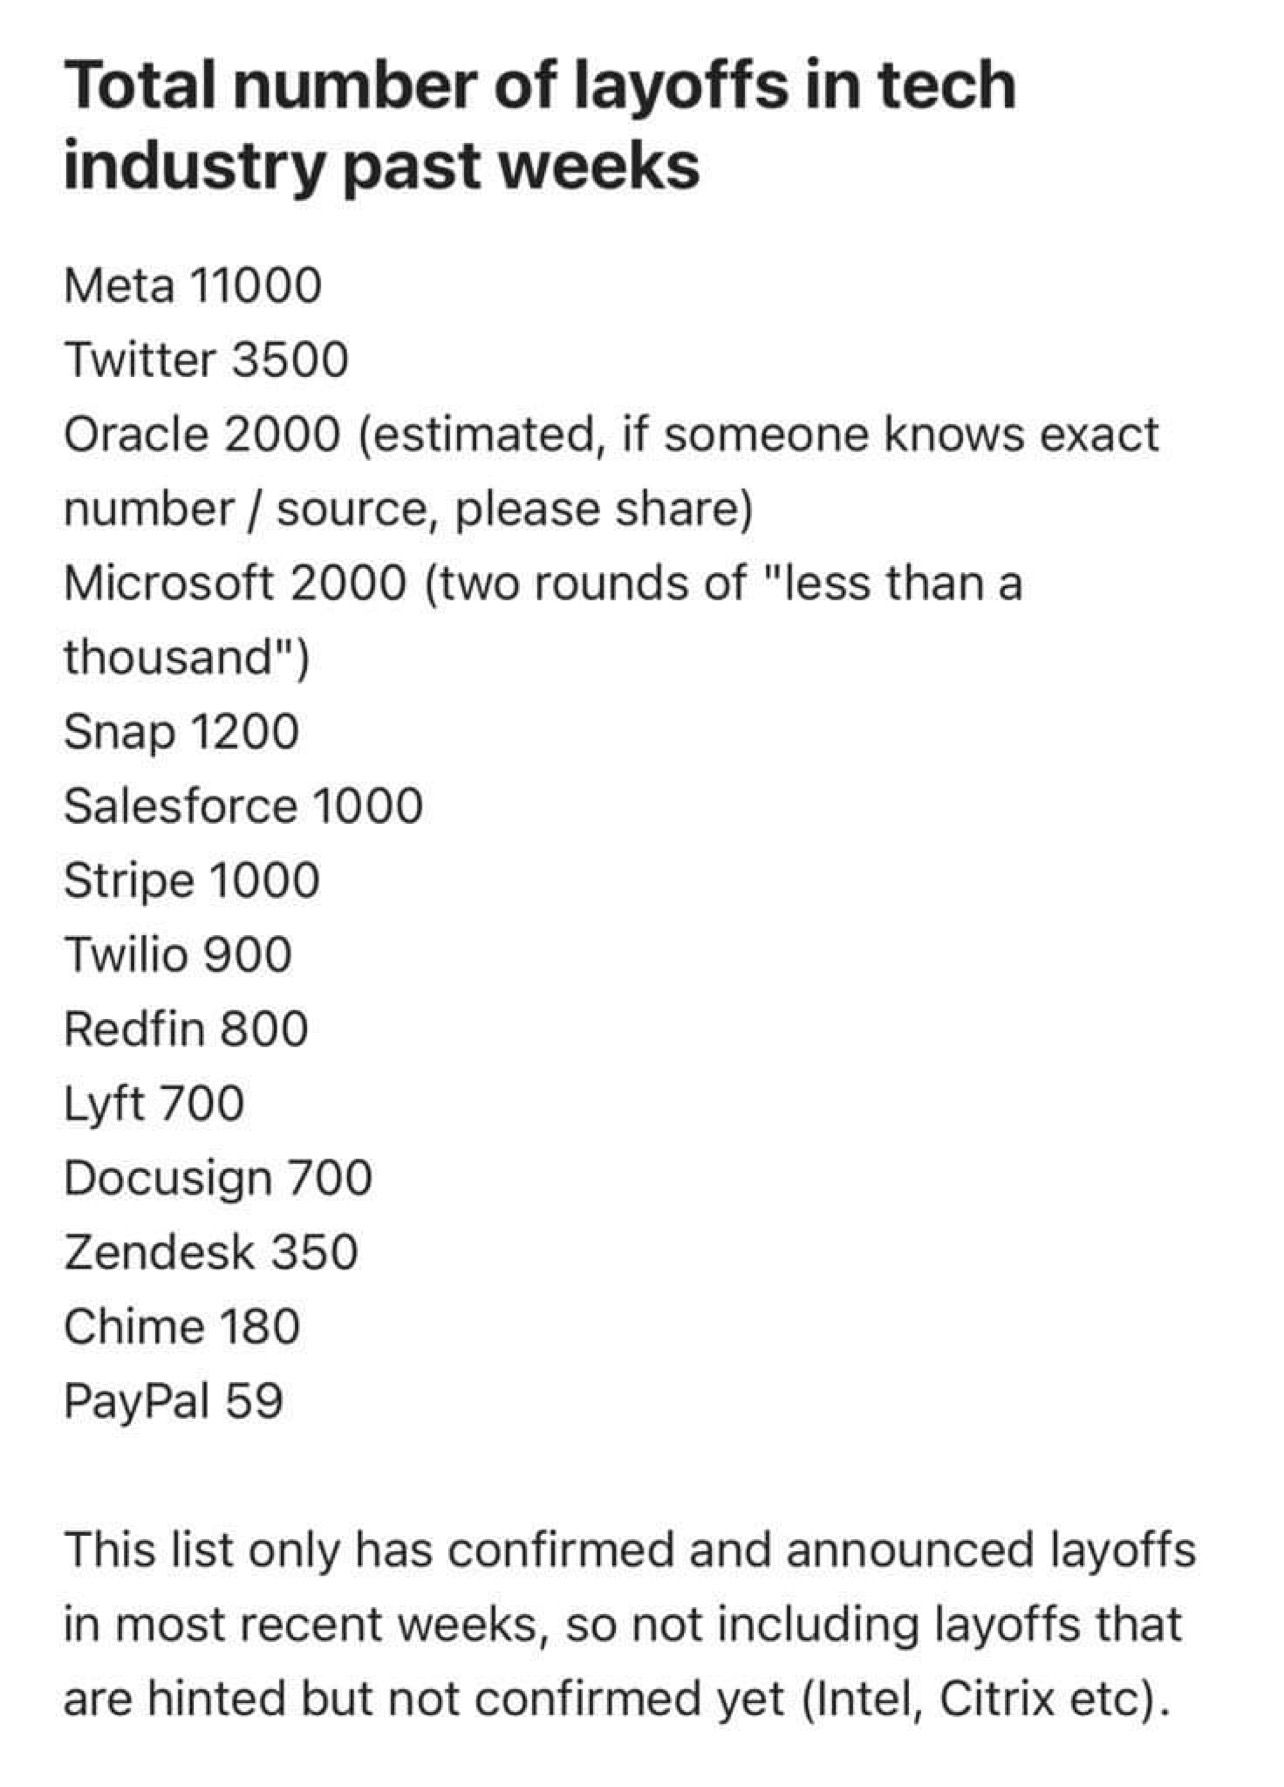 Total number of layoffs in tech
industry past weeks
Meta 11000
Twitter 3500
Oracle 2000 (estimated, if someone knows exact
number / source, please share)
Microsoft 2000 (two rounds of "less than a
thousand")
Snap 1200
Salesforce 1000
Stripe 1000
Twilio 900
Redfin 800
Lyft 700
Docusign 700
Zendesk 350
Chime 180
PayPal 59
This list only has confirmed and announced layoffs
in most recent weeks, so not including layoffs that
are hinted but not confirmed yet (Intel, Citrix etc).